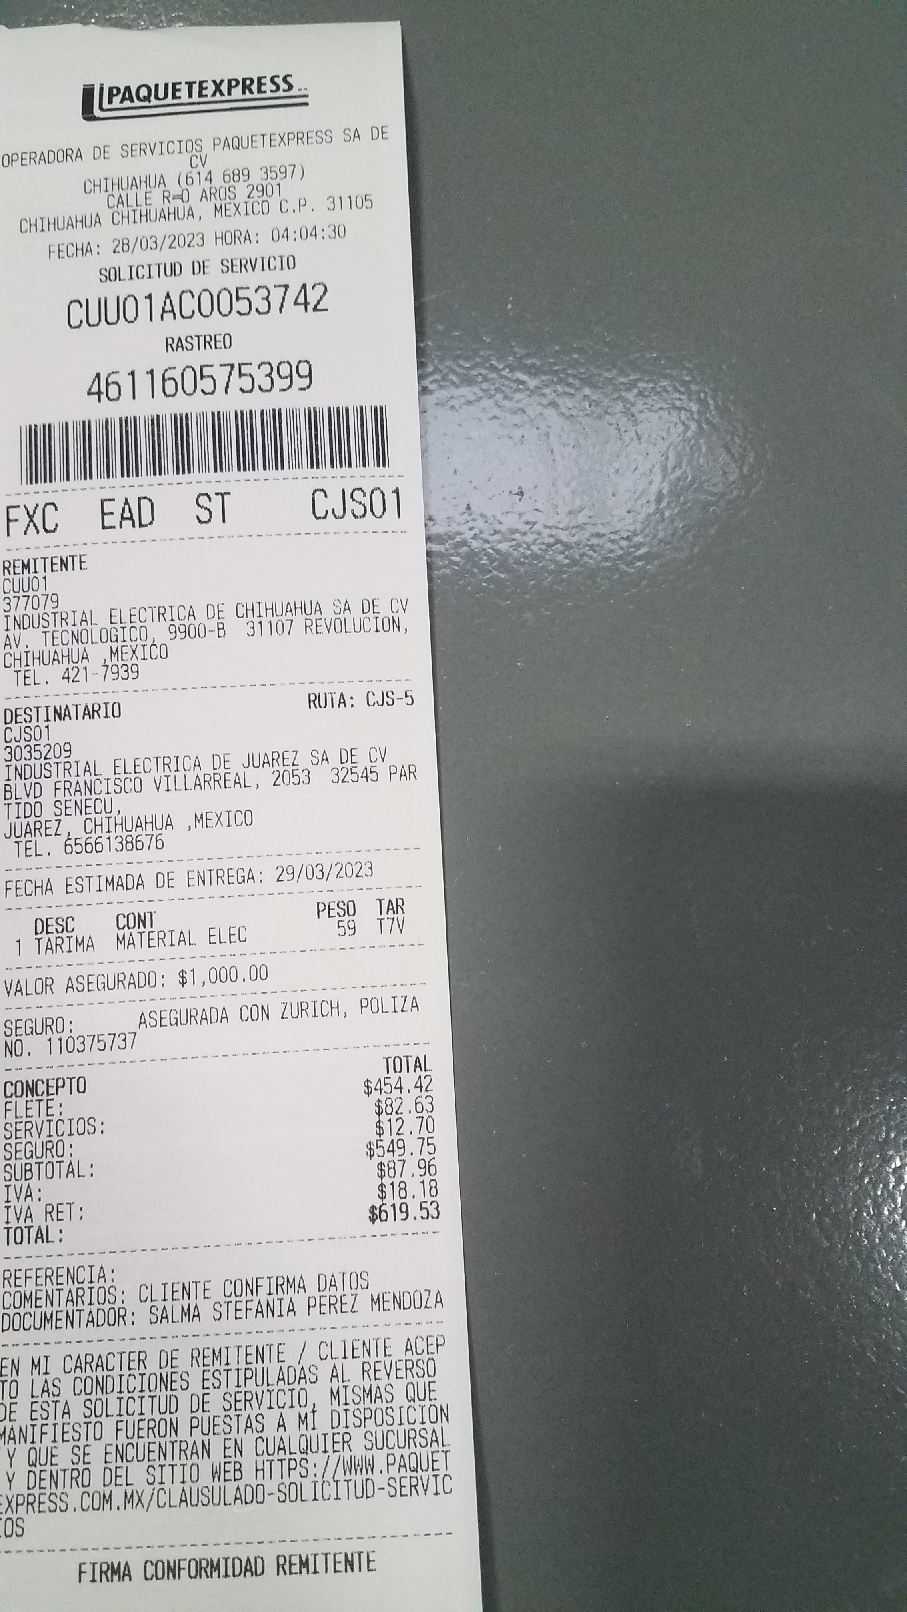 PAQUETEXPRESS
OPERADORA DE SERVICIOS PAQUETEXPRESS SA DE
CV
CHIHUAHUA (614 689 3597)
CALLE R=O AROS 2901
CHIHUAHUA CHIHUAHUA, MEXICO C.P. 31105
FECHA: 28/03/2023 HORA: 04:04:30
SOLICITUD DE SERVICIO
CUU01AC0053742
RASTREO
461160575399
FXC EAD ST CJS01
REMITENTE
CUU01
377079
INDUSTRIAL ELECTRICA DE CHIHUAHUA SA DE CV
AV. TECNOLOGICO, 9900-B 31107 REVOLUCION,
CHIHUAHUA ,MEXICO
TEL. 421-7939
DESTINATARIO RUTA: CJS-5
CJS01
3035209
INDUSTRIAL ELECTRICA DE JUAREZ SA DE CV
BLVD FRANCISCO VILLARREAL, 2053 32545 PAR
TIDO SENECU,
JUAREZ, CHIHUAHUA ,MEXICO
TEL. 6566138676
FECHA ESTIMADA DE ENTREGA: 29/03/2023
DESC CONT PESO TAR
1 TARIMA MATERIAL ELEC 59 T7V
VALOR ASEGURADO: $1,000.00
SEGURO: ASEGURADA CON ZURICH, POLIZA
NO. 110375737
CONCEPTO TOTAL
FLETE: $454.42
SERVICIOS: $82.63
SEGURO: $12.70
SUBTOTAL: $549.75
IVA: $87.96
IVA RET: $18.18
TOTAL: $619.53
REFERENCIA:
COMENTARIOS: CLIENTE CONFIRMA DATOS
DOCUMENTADOR: SALMA STEFANIA PEREZ MENDOZA
EN MI CARACTER DE REMITENTE / CLIENTE ACEP
TO LAS CONDICIONES ESTIPULADAS AL REVERSO
DE ESTA SOLICITUD DE SERVICIO, MISMAS QUE
MANIFIESTO FUERON PUESTAS A MI DISPOSICION
Y QUE SE ENCUENTRAN EN CUALQUIER SUCURSAL
Y DENTRO DEL SITIO WEB HTTPS://WWW.PAQUET
EXPRESS.COM.MX/CLAUSULADO-SOLICITUD-SERVIC
IOS
FIRMA CONFORMIDAD REMITENTE